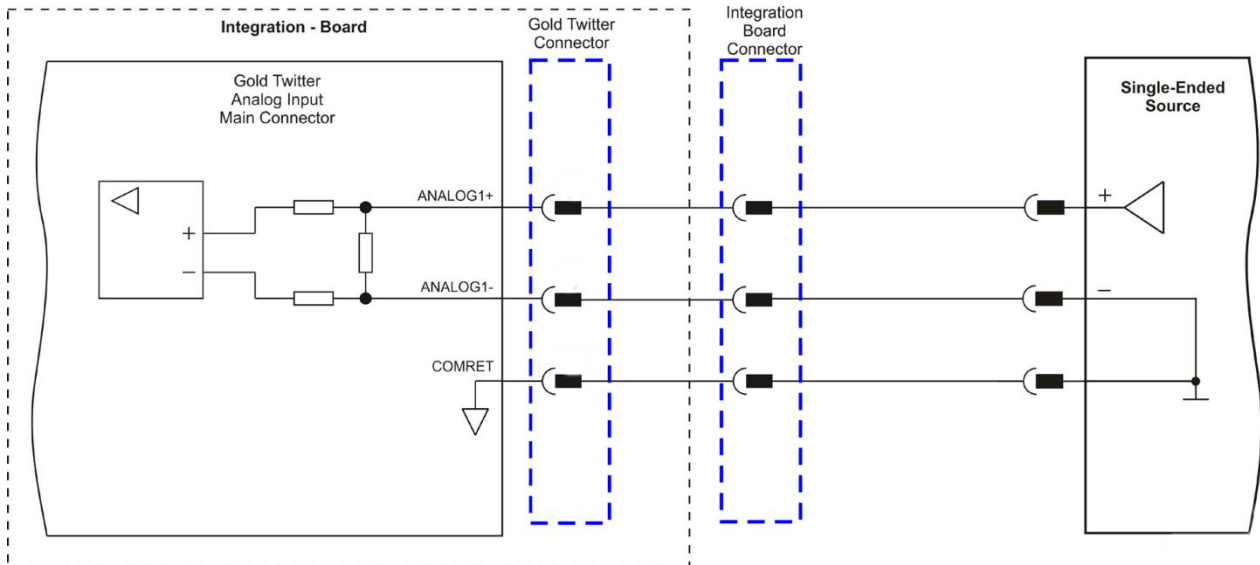 Integration - Board
Gold Twitter
Connector
Integration
Board
Connector
Gold Twitter
Analog Input
Main Connector
Single-Ended
Source
ANALOG1+
+
+
−
ANALOG1-
−
COMRET